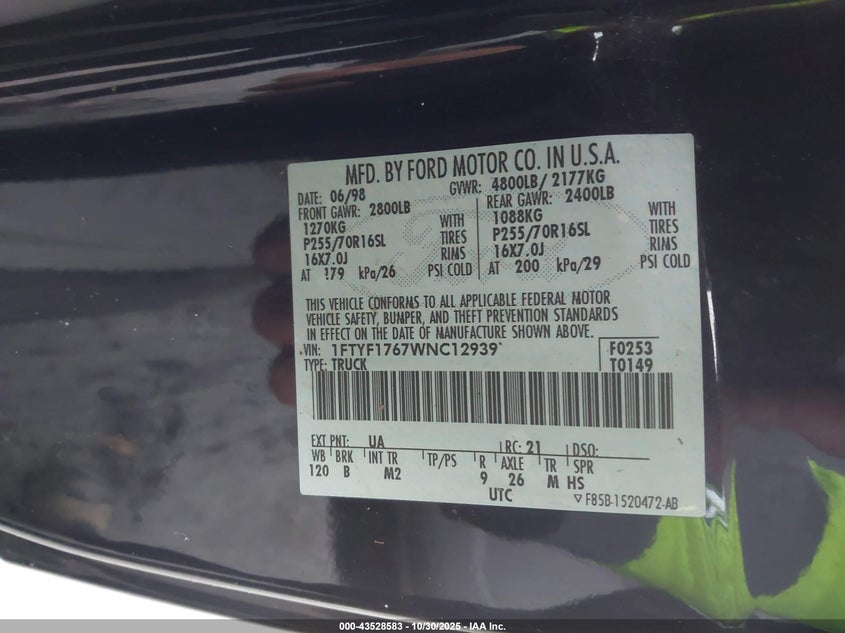 MFD. BY FORD MOTOR CO. IN U.S.A.
DATE: 06/98 GVWR: 4800LB/ 2177KG
FRONT GAWR: 2800LB REAR GAWR: 2400LB
1270KG WITH 1088KG WITH
P255/70R16SL TIRES P255/70R16SL TIRES
16X7.0J RIMS 16X7.0J RIMS
AT 179 kPa/26 PSI COLD AT 200 kPa/29 PSI COLD
THIS VEHICLE CONFORMS TO ALL APPLICABLE FEDERAL MOTOR
VEHICLE SAFETY, BUMPER, AND THEFT PREVENTION STANDARDS
IN EFFECT ON THE DATE OF MANUFACTURE SHOWN ABOVE.
VIN: 1FTYF1767WNC12939 F0253
TYPE: TRUCK T0149
EXT PNT: UA RC: 21 DSO:
WB BRK INT TR TP/PS R AXLE TR SPR
120 B M2 9 26 M HS
UTC F85B-1520472-AB
000-43528583 - 10/30/2025 - IAA Inc.